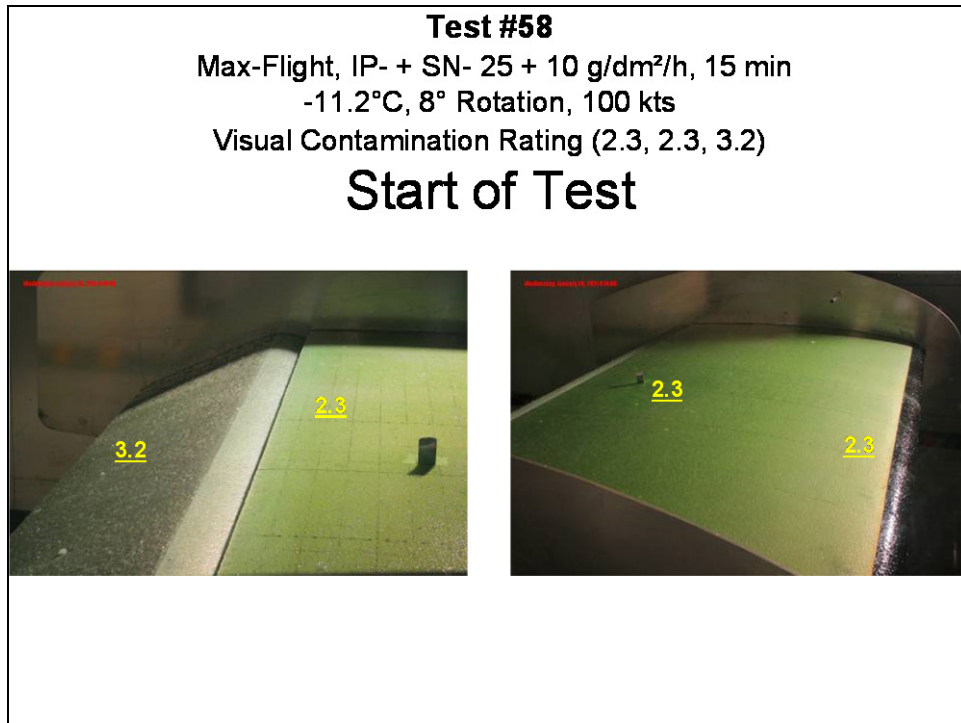 Test #58
Max-Flight, IP- + SN- 25 + 10 g/dm²/h, 15 min
-11.2°C, 8° Rotation, 100 kts
Visual Contamination Rating (2.3, 2.3, 3.2)
Start of Test
3.2
2.3
2.3
2.3